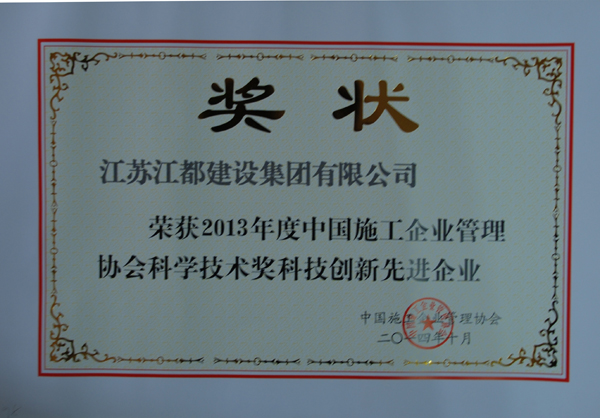 奖 状
江苏江都建设集团有限公司
荣获2013年度中国施工企业管理
协会科学技术奖科技创新先进企业
中国施工企业管理协会
二〇一四年十月